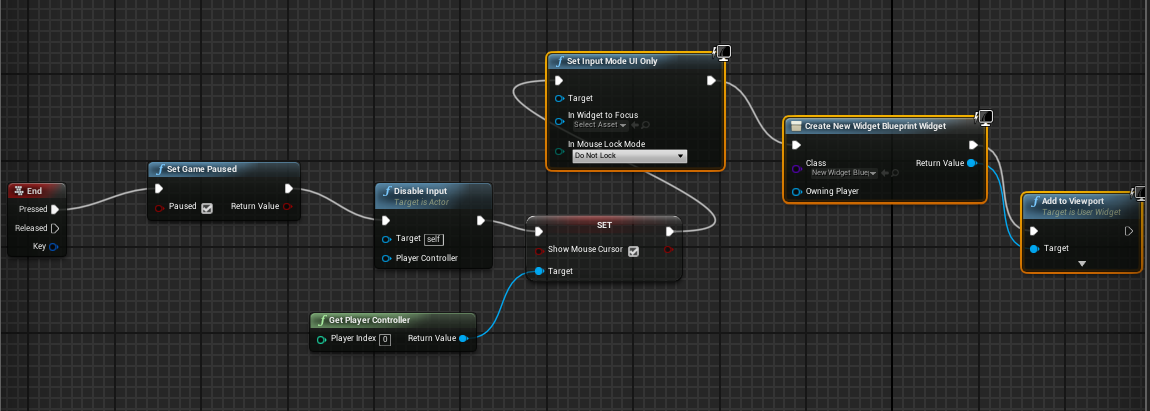 End
Pressed
Released
Key
Set Game Paused
Paused
Return Value
Disable Input
Target is Actor
Target self
Player Controller
Get Player Controller
Player Index 0
Return Value
SET
Show Mouse Cursor
Target
Set Input Mode UI Only
Target
In Widget to Focus
Select Asset
In Mouse Lock Mode
Do Not Lock
Create New Widget Blueprint Widget
Class
Return Value
New Widget Blue
Owning Player
Add to Viewport
Target is User Widget
Target